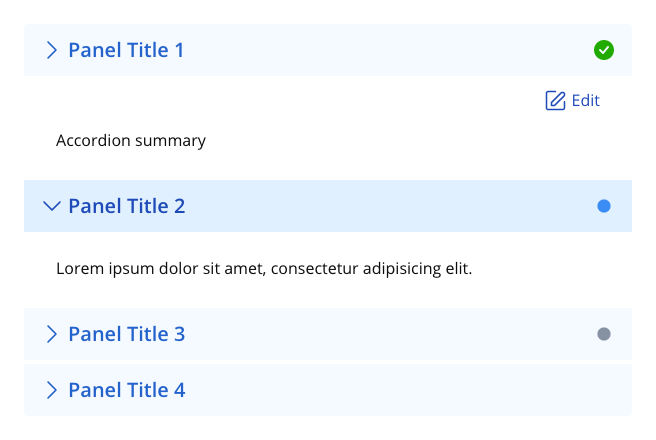 Panel Title 1
Edit
Accordion summary
Panel Title 2
Lorem ipsum dolor sit amet, consectetur adipisicing elit.
Panel Title 3
Panel Title 4